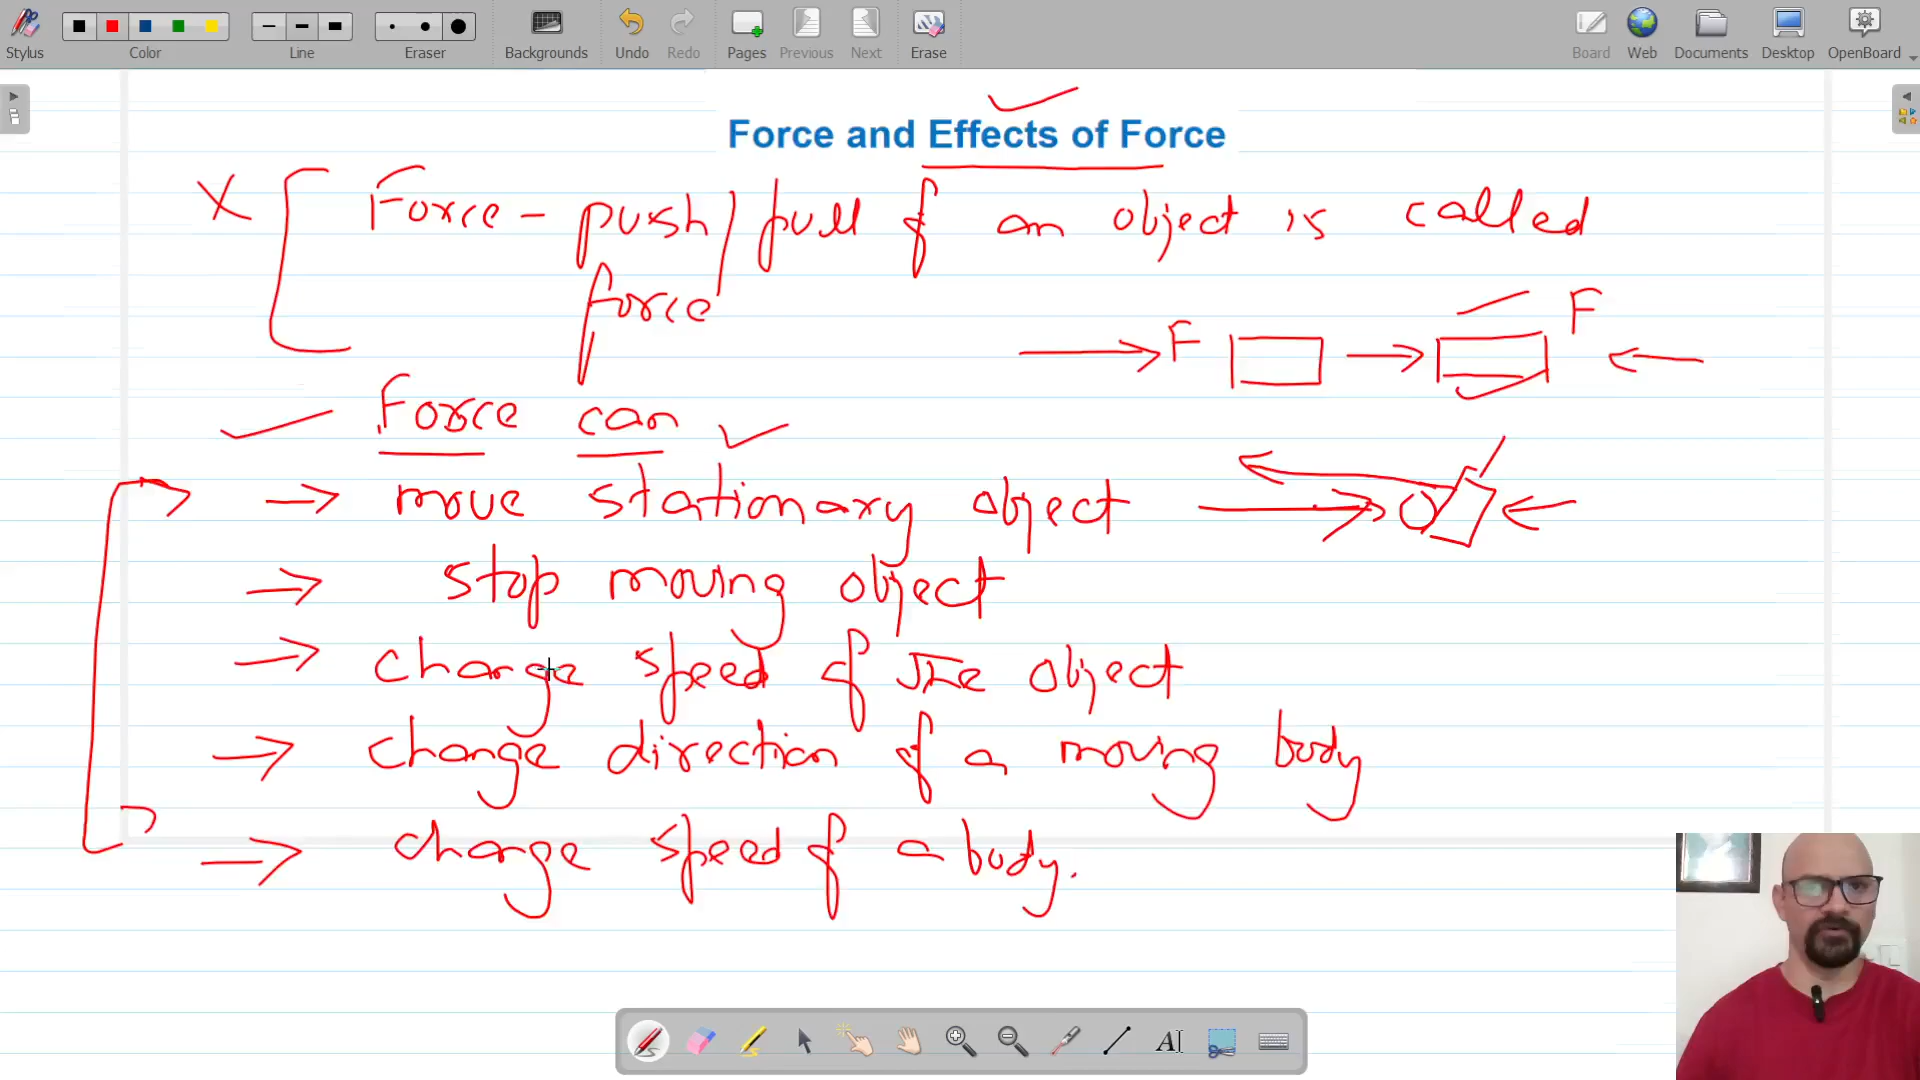 Stylus Color Line Eraser Backgrounds Undo Redo Pages Previous Next Erase Board Web Documents Desktop OpenBoard
Force and Effects of Force
X Force - push/pull of an object is called
force
F F
Force can
→ move stationary object
→ stop moving object
→ change speed of object
→ change direction of a moving body
→ change speed of a body.